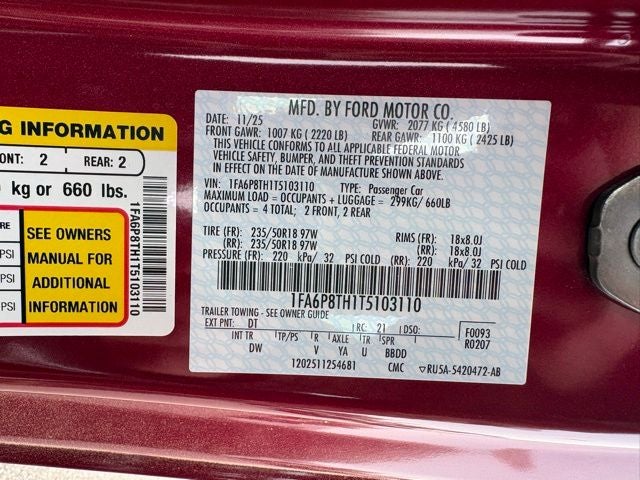 G INFORMATION
FRONT: 2 REAR: 2
kg or 660 lbs.
SEE OWNERS
MANUAL FOR
ADDITIONAL
INFORMATION
PSI
PSI
PSI
1FA6P8TH1T5103110
MFD. BY FORD MOTOR CO.
DATE: 11/25 GVWR: 2077 KG ( 4580 LB)
FRONT GAWR: 1007 KG ( 2220 LB) REAR GAWR: 1100 KG ( 2425 LB)
THIS VEHICLE CONFORMS TO ALL APPLICABLE FEDERAL MOTOR
VEHICLE SAFETY, BUMPER, AND THEFT PREVENTION STANDARDS
IN EFFECT ON THE DATE OF MANUFACTURE SHOWN ABOVE.
VIN: 1FA6P8TH1T5103110 TYPE: Passenger Car
MAXIMUM LOAD = OCCUPANTS + LUGGAGE = 299KG/ 660LB
OCCUPANTS = 4 TOTAL; 2 FRONT, 2 REAR
TIRE (FR): 235/50R18 97W RIMS (FR): 18x8.0J
(RR): 235/50R18 97W (RR): 18x8.0J
PRESSURE (FR): 220 kPa/ 32 PSI COLD (RR): 220 kPa/ 32 PSI COLD
1FA6P8TH1T5103110
TRAILER TOWING - SEE OWNER GUIDE
EXT PNT: DT RC: 21 DSO: F0093
INT TR TP/PS R AXLE TR SPR R0207
DW V YA U BBDD
1202511254681 CMC RU5A-5420472-AB